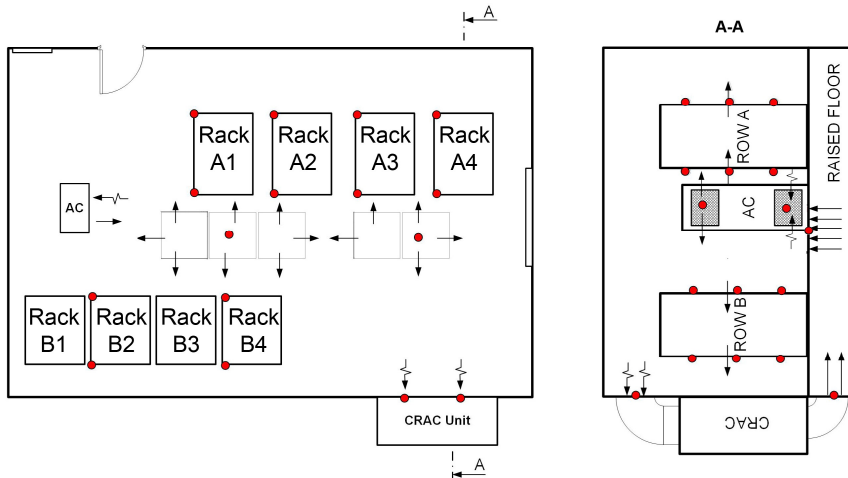 A
A-A
Rack
A1
Rack
A2
Rack
A3
Rack
A4
AC
Rack
B1
Rack
B2
Rack
B3
Rack
B4
CRAC Unit
A
ROW A
RAISED FLOOR
AC
ROW B
CRAC